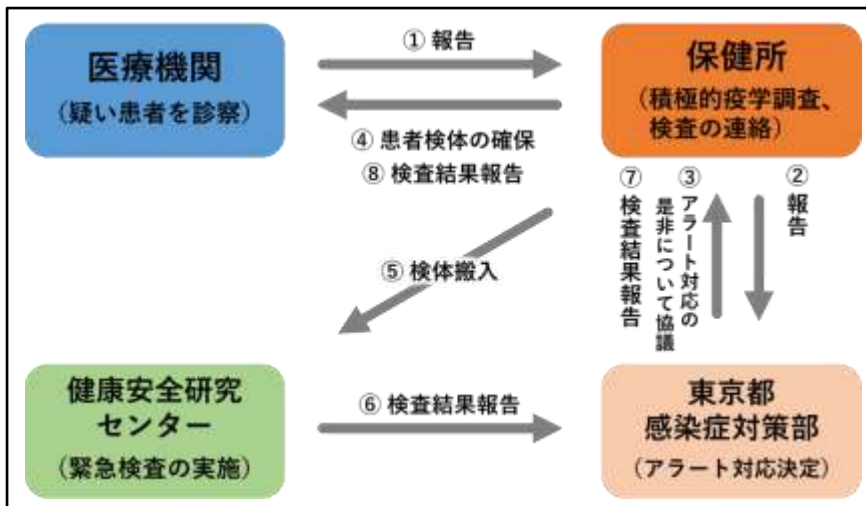 医療機関
（疑い患者を診察）
① 報告
保健所
（積極的疫学調査、
検査の連絡）
④ 患者検体の確保
⑧ 検査結果報告
② 報告
③ アラート対応の
是非について協議
⑦ 検査結果報告
⑤ 検体搬入
健康安全研究
センター
（緊急検査の実施）
⑥ 検査結果報告
東京都
感染症対策部
（アラート対応決定）